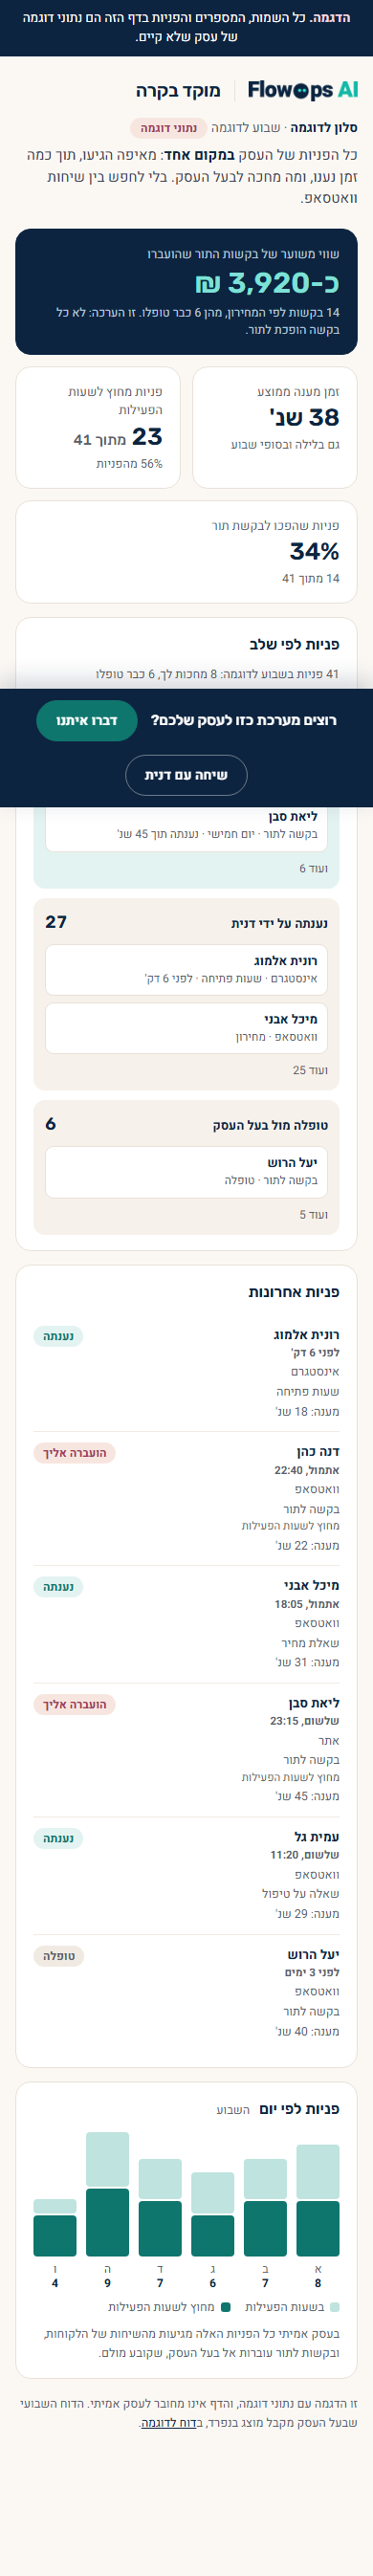 הדגמה. כל השמות, המספרים והפניות בדף הזה הם נתוני דוגמה
של עסק שלא קיים.
FlowOps AI
מוקד בקרה
סלון לדוגמה · שבוע לדוגמה נתוני דוגמה
כל הפניות של העסק במקום אחד: מאיפה הגיעו, תוך כמה
זמן נענו, ומה מחכה לבעל העסק. בלי לחפש בין שיחות
וואטסאפ.
שווי משוער של בקשות התור שהועברו
כ-3,920 ₪
14 בקשות לפי המחירון, מהן 6 כבר טופלו. זו הערכה: לא כל
בקשה הופכת לתור.
זמן מענה ממוצע
38 שנ'
גם בלילה ובסופי שבוע
פניות מחוץ לשעות
הפעילות
23 מתוך 41
56% מהפניות
פניות שהפכו לבקשת תור
34%
14 מתוך 41
פניות לפי שלב
41 פניות בשבוע לדוגמה: 8 מחכות לך, 6 כבר טופלו
רוצים מערכת כזו לעסק שלכם?
דברו איתנו
שיחה עם דנית
ליאת סבן
בקשה לתור · יום חמישי · נענתה תוך 45 שנ'
ועוד 6
נענתה על ידי דנית 27
רונית אלמוג
אינסטגרם · שעות פתיחה · לפני 6 דק'
מיכל אבני
וואטסאפ · מחירון
ועוד 25
טופלה מול בעל העסק 6
יעל הרוש
בקשה לתור · טופלה
ועוד 5
פניות אחרונות
רונית אלמוג נענתה
לפני 6 דק'
אינסטגרם
שעות פתיחה
מענה: 18 שנ'
דנה כהן הועברה אליך
אתמול, 22:40
וואטסאפ
בקשה לתור
מחוץ לשעות הפעילות
מענה: 22 שנ'
מיכל אבני נענתה
אתמול, 18:05
וואטסאפ
שאלת מחיר
מענה: 31 שנ'
ליאת סבן הועברה אליך
שלשום, 23:15
אתר
בקשה לתור
מחוץ לשעות הפעילות
מענה: 45 שנ'
עמית גל נענתה
שלשום, 11:20
וואטסאפ
שאלה על טיפול
מענה: 29 שנ'
יעל הרוש טופלה
לפני 3 ימים
וואטסאפ
בקשה לתור
מענה: 40 שנ'
פניות לפי יום השבוע
א ב ג ד ה ו
8 7 6 7 9 4
בשעות הפעילות מחוץ לשעות הפעילות
בעסק אמיתי כל הפניות האלה מגיעות מהשיחות של הלקוחות,
ובקשות לתור עוברות אל בעל העסק, שקובע מולם.
זו הדגמה עם נתוני דוגמה, והדף אינו מחובר לעסק אמיתי. הדוח השבועי
שבעל העסק מקבל מוצג בנפרד, בדוח לדוגמה.